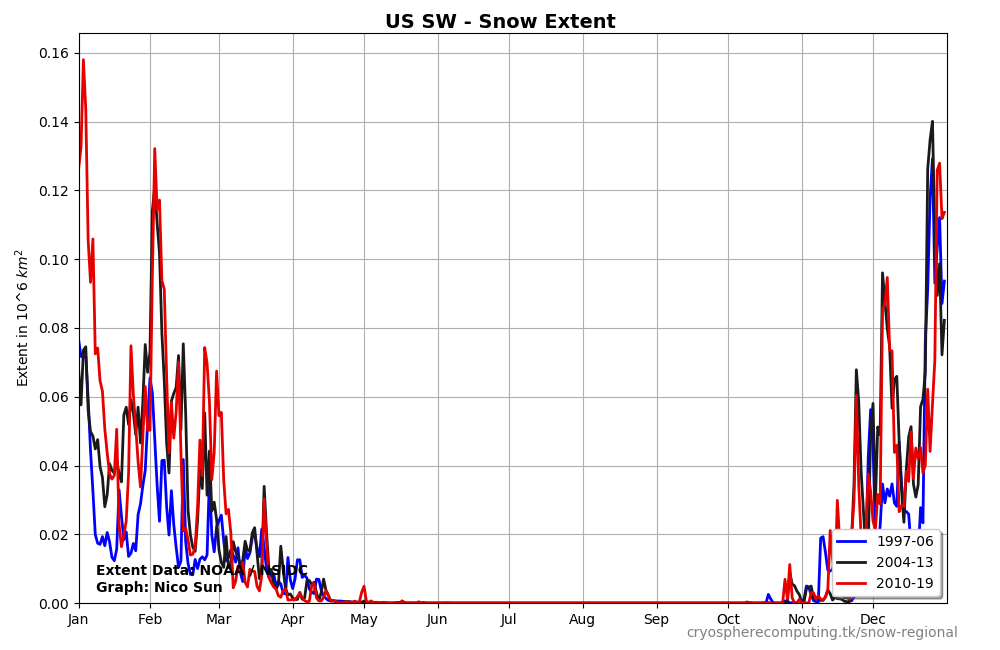 US SW - Snow Extent
Extent in 10^6 km²
0.16
0.14
0.12
0.10
0.08
0.06
0.04
0.02
0.00
Extent Data: NOAA / NSIDC
Graph: Nico Sun
1997-06
2004-13
2010-19
Jan Feb Mar Apr May Jun Jul Aug Sep Oct Nov Dec
cryospherecomputing.tk/snow-regional